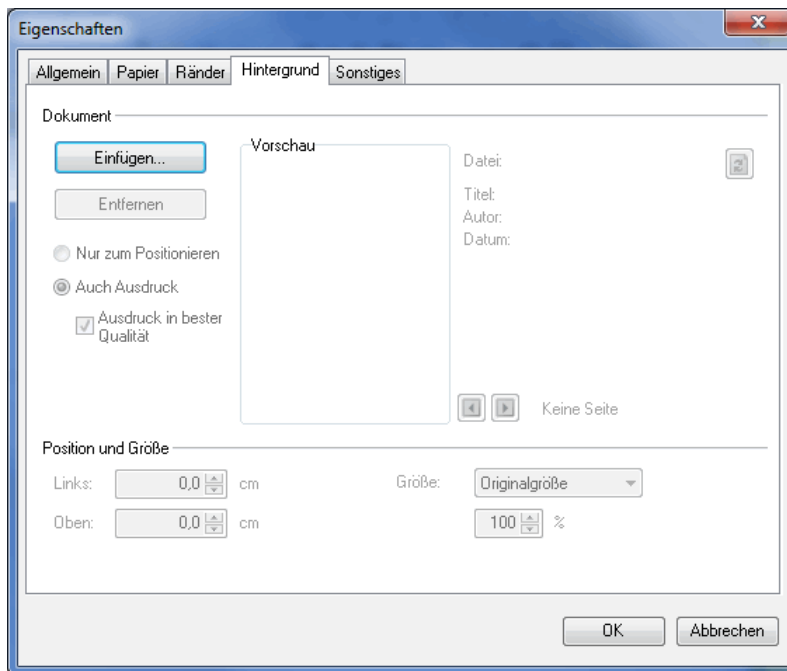 Eigenschaften
Allgemein Papier Ränder Hintergrund Sonstiges
Dokument
Einfügen...
Entfernen
Nur zum Positionieren
Auch Ausdruck
Ausdruck in bester
Qualität
Vorschau
Datei:
Titel:
Autor:
Datum:
Keine Seite
Position und Größe
Links: 0,0 cm Größe: Originalgröße
Oben: 0,0 cm 100 %
OK Abbrechen